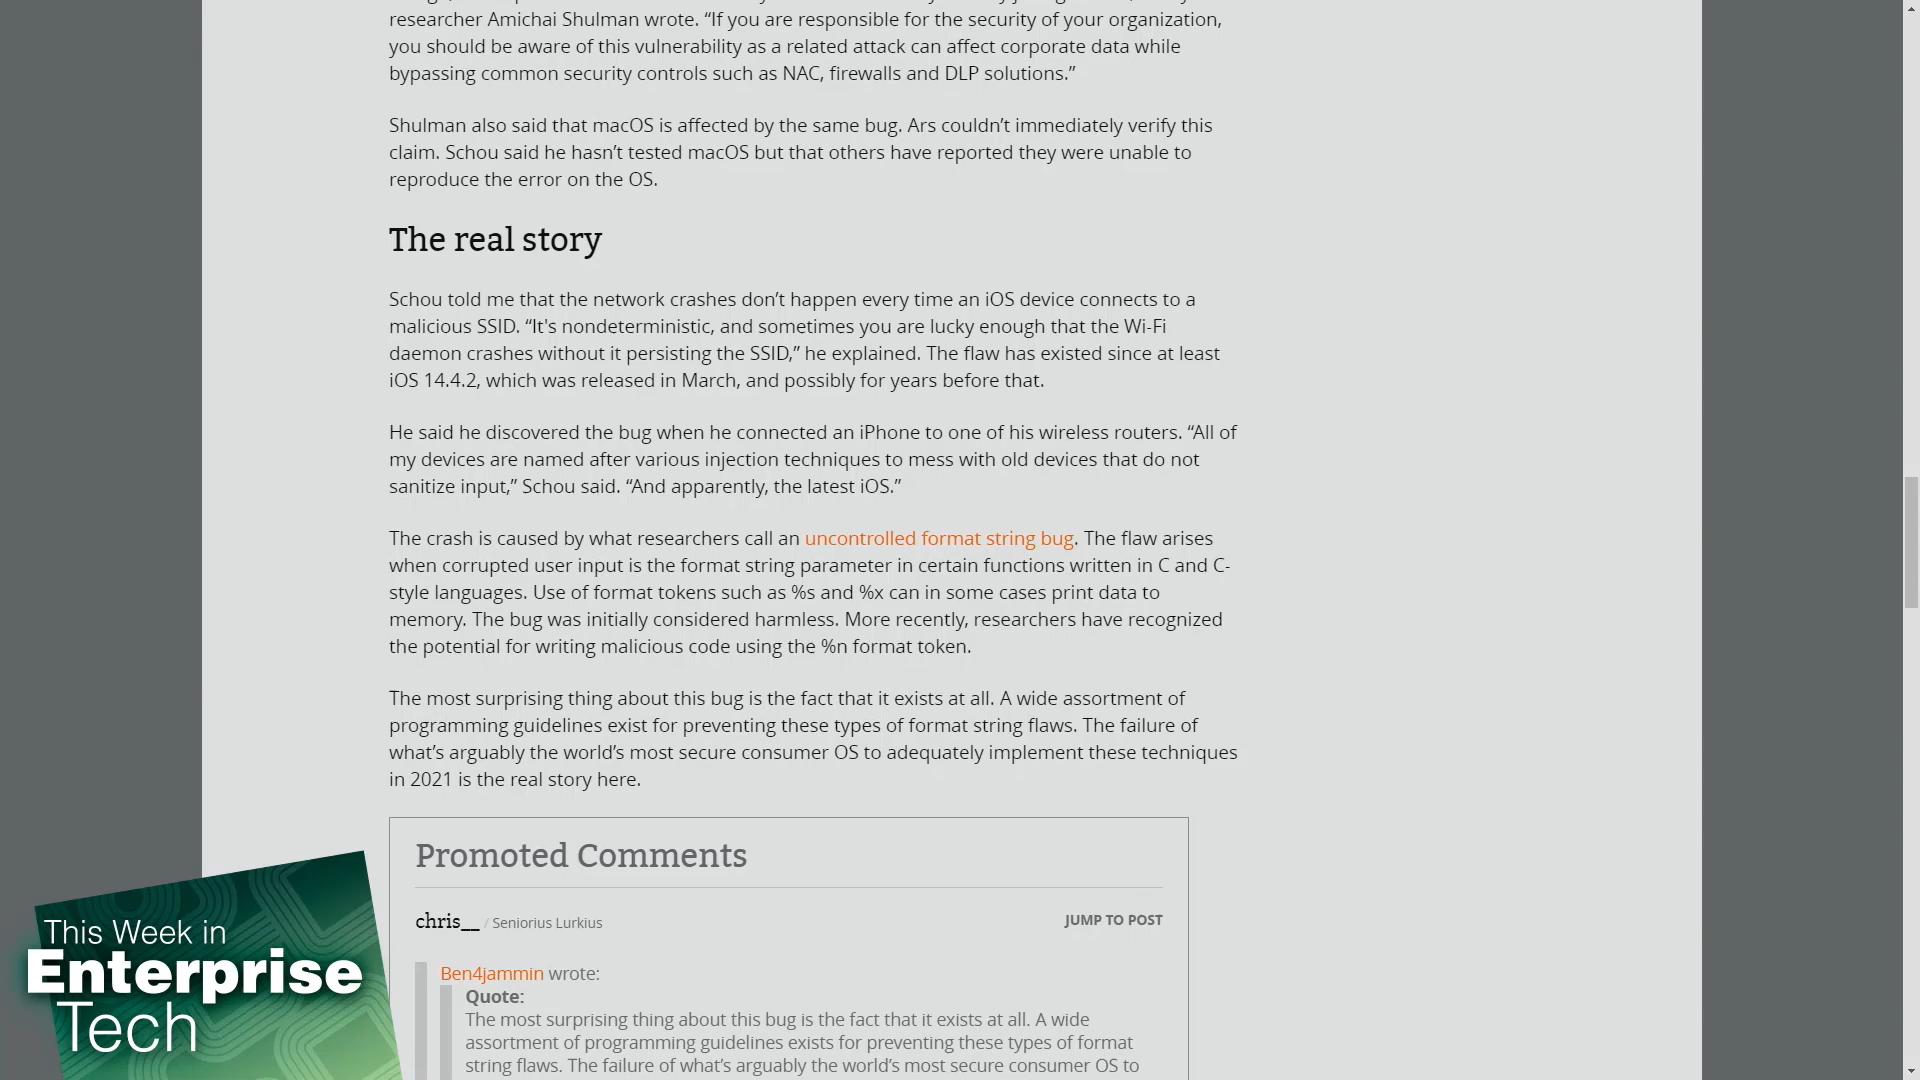 researcher Amichai Shulman wrote. “If you are responsible for the security of your organization,
you should be aware of this vulnerability as a related attack can affect corporate data while
bypassing common security controls such as NAC, firewalls and DLP solutions.”
Shulman also said that macOS is affected by the same bug. Ars couldn’t immediately verify this
claim. Schou said he hasn’t tested macOS but that others have reported they were unable to
reproduce the error on the OS.
The real story
Schou told me that the network crashes don’t happen every time an iOS device connects to a
malicious SSID. “It's nondeterministic, and sometimes you are lucky enough that the Wi-Fi
daemon crashes without it persisting the SSID,” he explained. The flaw has existed since at least
iOS 14.4.2, which was released in March, and possibly for years before that.
He said he discovered the bug when he connected an iPhone to one of his wireless routers. “All of
my devices are named after various injection techniques to mess with old devices that do not
sanitize input,” Schou said. “And apparently, the latest iOS.”
The crash is caused by what researchers call an uncontrolled format string bug. The flaw arises
when corrupted user input is the format string parameter in certain functions written in C and C-
style languages. Use of format tokens such as %s and %x can in some cases print data to
memory. The bug was initially considered harmless. More recently, researchers have recognized
the potential for writing malicious code using the %n format token.
The most surprising thing about this bug is the fact that it exists at all. A wide assortment of
programming guidelines exist for preventing these types of format string flaws. The failure of
what’s arguably the world’s most secure consumer OS to adequately implement these techniques
in 2021 is the real story here.
Promoted Comments
chris__ / Seniorius Lurkius
JUMP TO POST
Ben4jammin wrote:
Quote:
The most surprising thing about this bug is the fact that it exists at all. A wide
assortment of programming guidelines exists for preventing these types of format
string flaws. The failure of what’s arguably the world’s most secure consumer OS to
This Week in
Enterprise
Tech